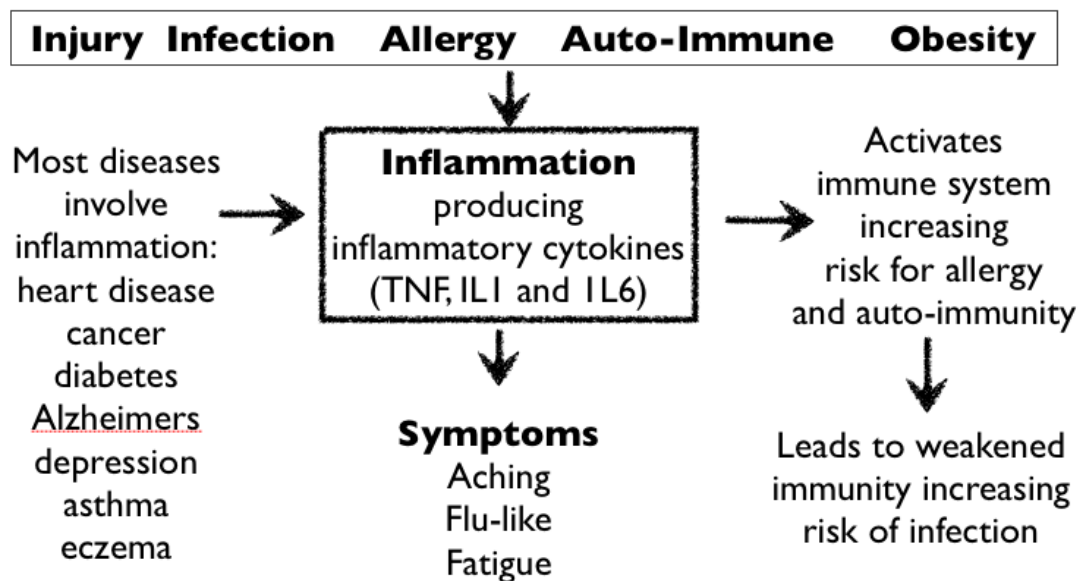 Injury Infection Allergy Auto-Immune Obesity
Most diseases
involve
inflammation:
heart disease
cancer
diabetes
Alzheimers
depression
asthma
eczema
Inflammation
producing
inflammatory cytokines
(TNF, IL1 and 1L6)
Symptoms
Aching
Flu-like
Fatigue
Activates
immune system
increasing
risk for allergy
and auto-immunity
Leads to weakened
immunity increasing
risk of infection